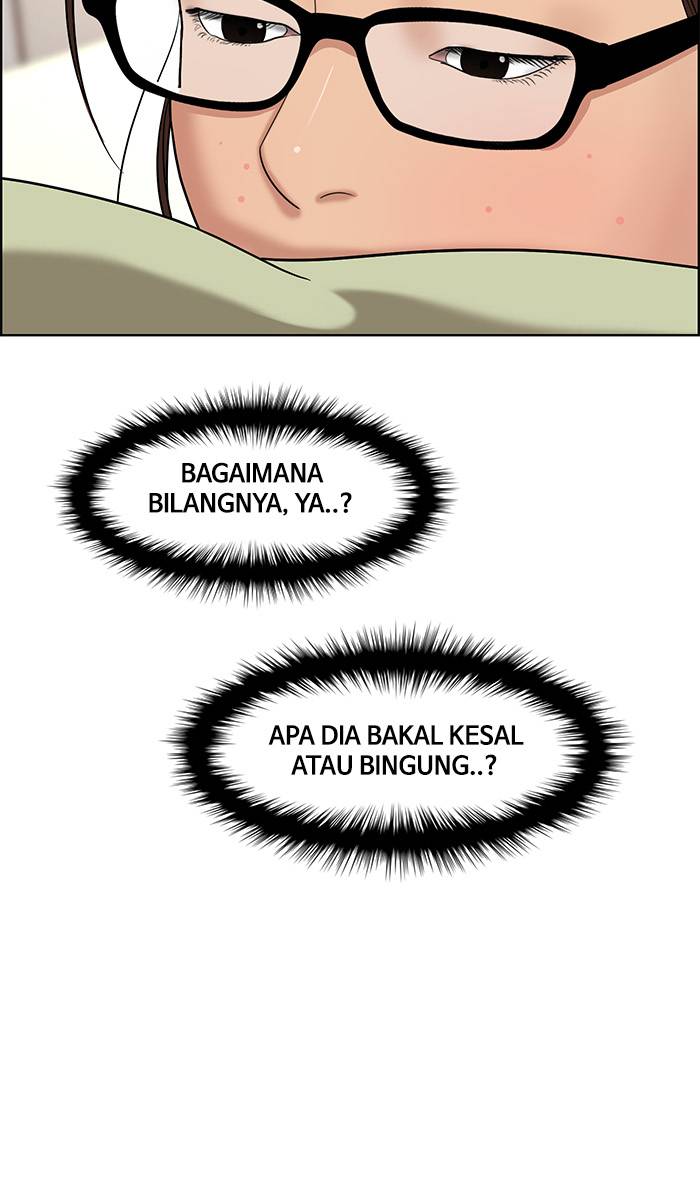 BAGAIMANA
BILANGNYA, YA..?
APA DIA BAKAL KESAL
ATAU BINGUNG..?